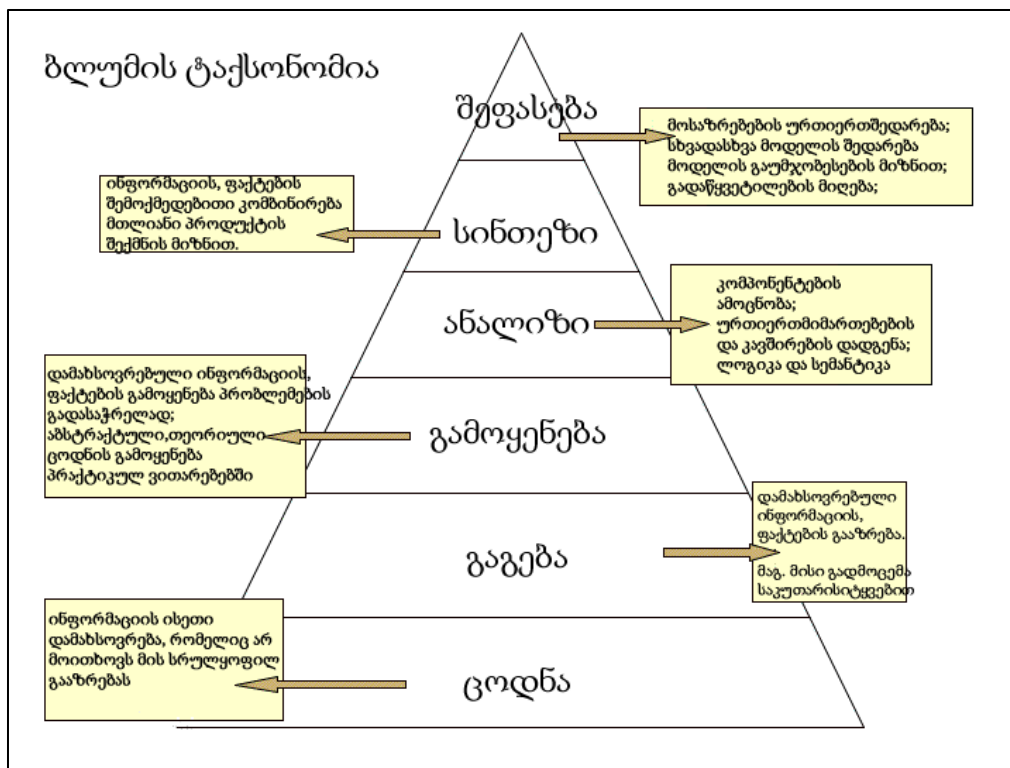 ბლუმის ტაქსონომია
შეფასება
მოსაზრებების ურთიერთშედარება;
სხვადასხვა მოდელის შედარება
მოდელის გაუმჯობესების მიზნით;
გადაწყვეტილების მიღება;
ინფორმაციის, ფაქტების
შემოქმედებითი კომბინირება
მთლიანი პროდუქტის
შექმნის მიზნით.
სინთეზი
ანალიზი
კომპონენტების
ამოცნობა;
ურთიერთმიმართებების
და კავშირების დადგენა;
ლოგიკა და სემანტიკა
დამახსოვრებული ინფორმაციის,
ფაქტების გამოყენება პრობლემების
გადასაჭრელად;
აბსტრაქტული,თეორიული
ცოდნის გამოყენება
პრაქტიკულ ვითარებებში
გამოყენება
გაგება
დამახსოვრებული
ინფორმაციის,
ფაქტების გააზრება.
მაგ. მისი გადმოცემა
საკუთარისიტყვებით
ინფორმაციის ისეთი
დამახსოვრება, რომელიც არ
მოითხოვს მის სრულყოფილ
გააზრებას
ცოდნა